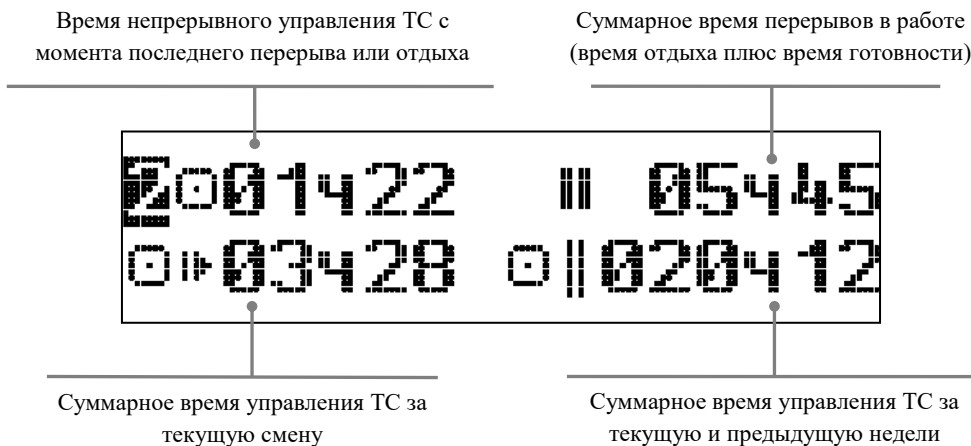 Время непрерывного управления ТС с
момента последнего перерыва или отдыха
Суммарное время перерывов в работе
(время отдыха плюс время готовности)
2 01ч22 05ч45
03ч28 020ч12
Суммарное время управления ТС за
текущую смену
Суммарное время управления ТС за
текущую и предыдущую недели